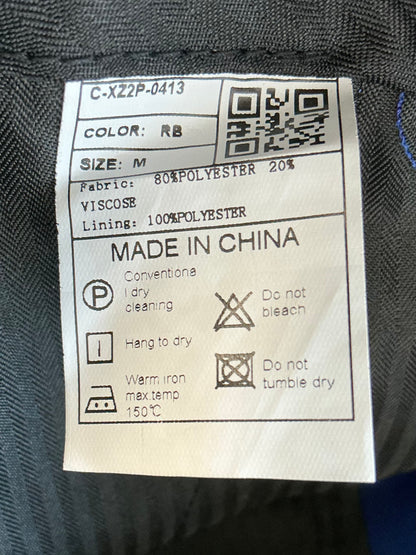 C-XZ2P-0413
COLOR: RB
SIZE: M
Fabric: 80%POLYESTER 20%
VISCOSE
Lining: 100%POLYESTER
MADE IN CHINA
Conventiona
l dry
cleaning
P
Do not
bleach
Hang to dry
Do not
tumble dry
Warm iron
max.temp
150℃